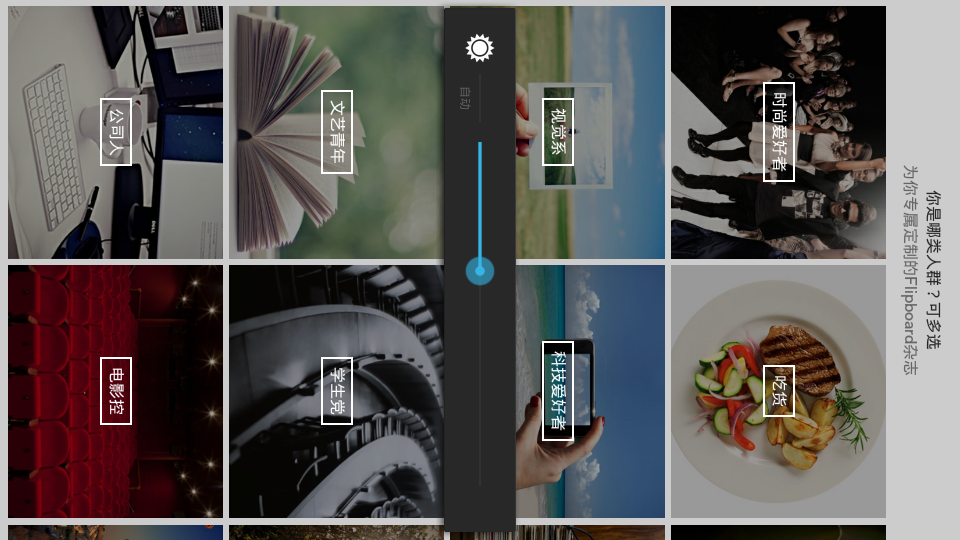 你是哪类人群？可多选
为你专属定制的Flipboard杂志
时尚爱好者
吃货
视觉系
科技爱好者
自动
文艺青年
学生党
公司人
电影控
DELL